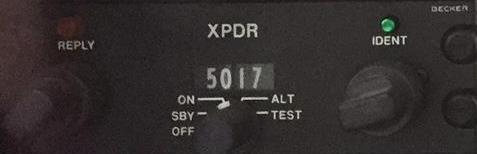 BECKER
XPDR
REPLY
IDENT
5017
ON ALT
SBY TEST
OFF